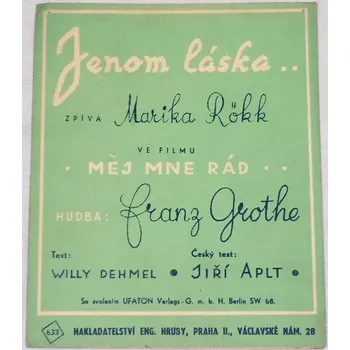 Jenom láska..
ZPÍVÁ Marika Rökk
VE FILMU
· MĚJ MNE RÁD · ·
HUDBA: Franz Grothe
Text: Český text:
WILLY DEHMEL • JIŘÍ APLT •
Se svolením UFATON Verlags-G. m. b. H. Berlin SW 68.
633 NAKLADATELSTVÍ ENG. HRUBY, PRAHA II., VÁCLAVSKÉ NÁM. 28